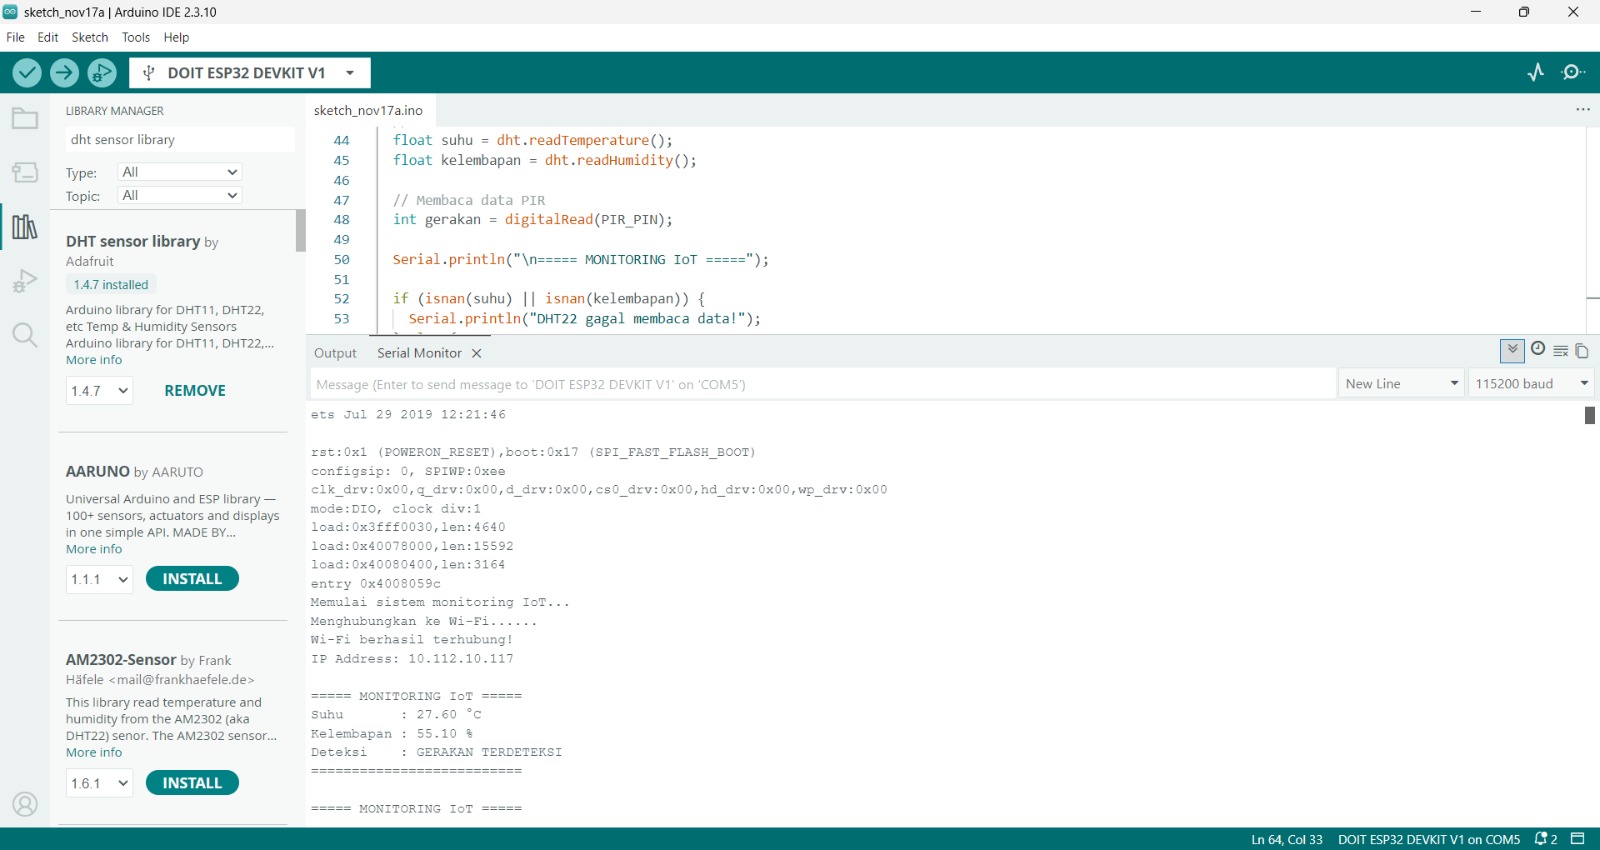 sketch_nov17a | Arduino IDE 2.3.10
File Edit Sketch Tools Help
DOIT ESP32 DEVKIT V1
LIBRARY MANAGER
dht sensor library
Type: All
Topic: All
DHT sensor library by
Adafruit
1.4.7 installed
Arduino library for DHT11, DHT22,
etc Temp & Humidity Sensors
Arduino library for DHT11, DHT22,...
More info
1.4.7 REMOVE
AARUNO by AARUTO
Universal Arduino and ESP library —
100+ sensors, actuators and displays
in one simple API. MADE BY...
More info
1.1.1 INSTALL
AM2302-Sensor by Frank
Häfele <mail@frankhaefele.de>
This library read temperature and
humidity from the AM2302 (aka
DHT22) senor. The AM2302 sensor...
More info
1.6.1 INSTALL
sketch_nov17a.ino
44 float suhu = dht.readTemperature();
45 float kelembapan = dht.readHumidity();
46
47 // Membaca data PIR
48 int gerakan = digitalRead(PIR_PIN);
49
50 Serial.println("\n===== MONITORING IoT =====");
51
52 if (isnan(suhu) || isnan(kelembapan)) {
53 Serial.println("DHT22 gagal membaca data!");
Output Serial Monitor
Message (Enter to send message to 'DOIT ESP32 DEVKIT V1' on 'COM5')
New Line 115200 baud
ets Jul 29 2019 12:21:46
rst:0x1 (POWERON_RESET),boot:0x17 (SPI_FAST_FLASH_BOOT)
configsip: 0, SPIWP:0xee
clk_drv:0x00,q_drv:0x00,d_drv:0x00,cs0_drv:0x00,hd_drv:0x00,wp_drv:0x00
mode:DIO, clock div:1
load:0x3fff0030,len:4640
load:0x40078000,len:15592
load:0x40080400,len:3164
entry 0x4008059c
Memulai sistem monitoring IoT...
Menghubungkan ke Wi-Fi......
Wi-Fi berhasil terhubung!
IP Address: 10.112.10.117
===== MONITORING IoT =====
Suhu : 27.60 °C
Kelembapan : 55.10 %
Deteksi : GERAKAN TERDETEKSI
==========================
===== MONITORING IoT =====
Ln 64, Col 33 DOIT ESP32 DEVKIT V1 on COM5 2